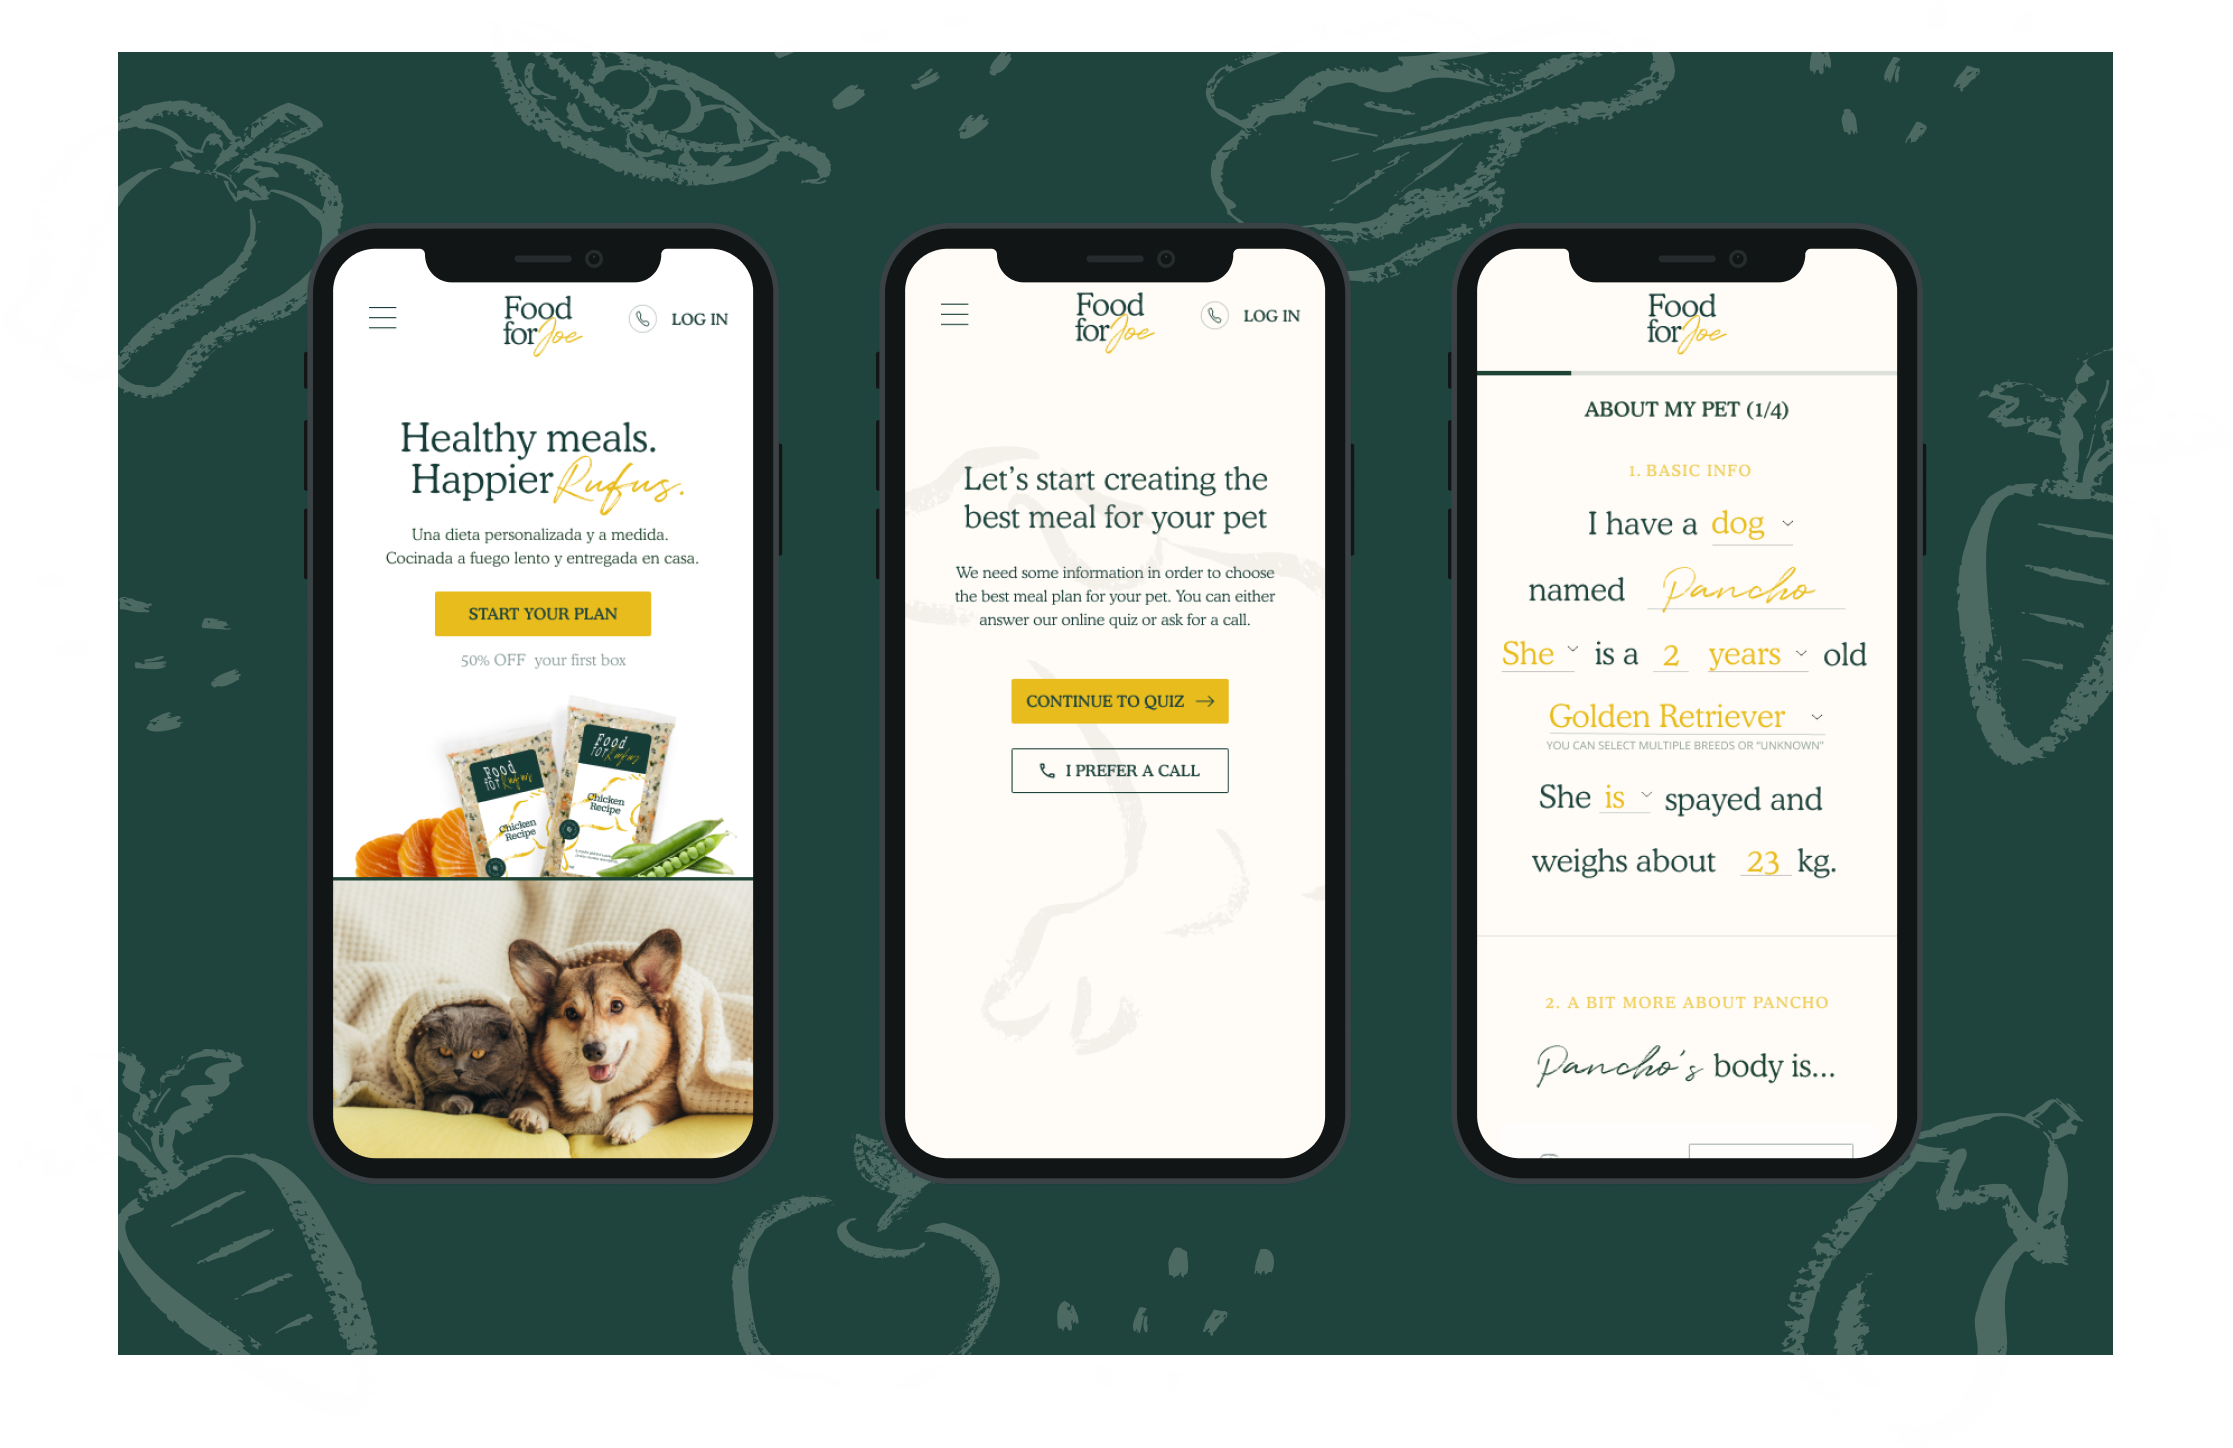 Food
for Joe
LOG IN
Healthy meals.
Happier Rufus.
Una dieta personalizada y a medida.
Cocinada a fuego lento y entregada en casa.
START YOUR PLAN
50% OFF your first box
Food
for Rufus
Chicken
Recipe
Food
for Rufus
Chicken
Recipe
Food
for Joe
LOG IN
Let's start creating the
best meal for your pet
We need some information in order to choose
the best meal plan for your pet. You can either
answer our online quiz or ask for a call.
CONTINUE TO QUIZ →
I PREFER A CALL
Food
for Joe
ABOUT MY PET (1/4)
1. BASIC INFO
I have a dog
named Pancho
She is a 2 years old
Golden Retriever
YOU CAN SELECT MULTIPLE BREEDS OR “UNKNOWN”
She is spayed and
weighs about 23 kg.
2. A BIT MORE ABOUT PANCHO
Pancho's body is...